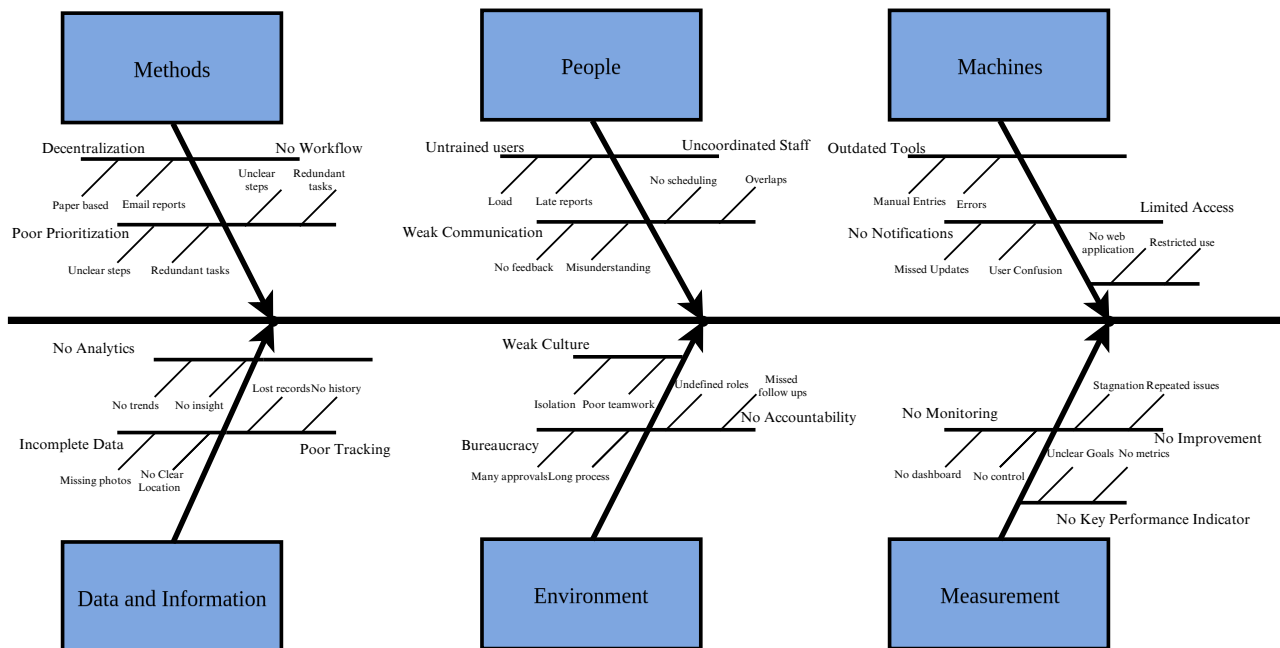 Methods
People
Machines
Decentralization
No Workflow
Unclear
steps
Redundant
tasks
Paper based
Email reports
Poor Prioritization
Unclear steps
Redundant tasks
Untrained users
Uncoordinated Staff
No scheduling
Overlaps
Load
Late reports
Weak Communication
No feedback
Misunderstanding
Outdated Tools
Manual Entries
Errors
Limited Access
No Notifications
No web
application
Restricted use
Missed Updates
User Confusion
No Analytics
No trends
No insight
Lost records
No history
Incomplete Data
Poor Tracking
Missing photos
No Clear
Location
Weak Culture
Isolation
Poor teamwork
Undefined roles
Missed
follow ups
No Accountability
Bureaucracy
Many approvals
Long process
Stagnation
Repeated issues
No Monitoring
No Improvement
No dashboard
No control
Unclear Goals
No metrics
No Key Performance Indicator
Data and Information
Environment
Measurement